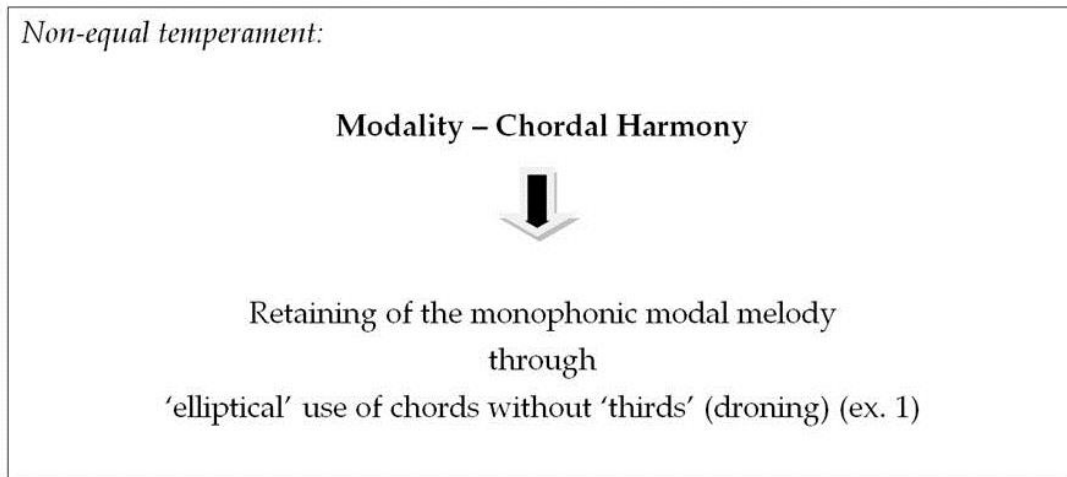 Non-equal temperament:
Modality – Chordal Harmony
Retaining of the monophonic modal melody
through
‘elliptical’ use of chords without ‘thirds’ (droning) (ex. 1)